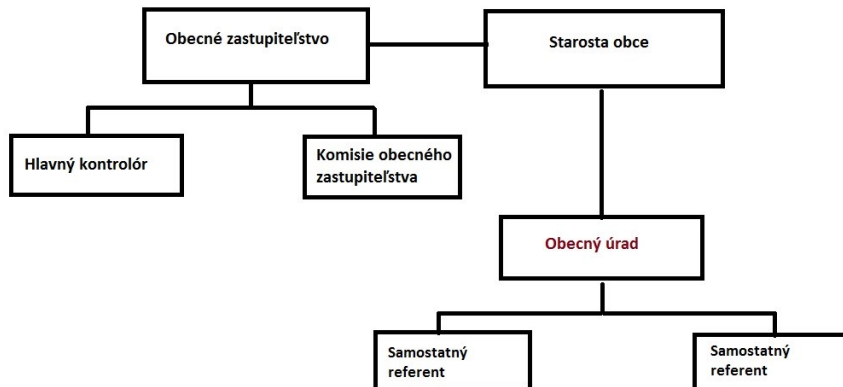 Obecné zastupiteľstvo
Starosta obce
Hlavný kontrolór
Komisie obecného
zastupiteľstva
Obecný úrad
Samostatný
referent
Samostatný
referent